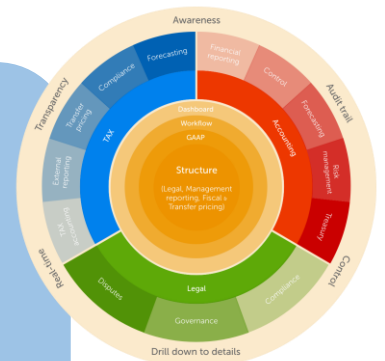 Awareness
Transparency
Audit trail
Real-time
Control
Drill down to details
Forecasting
Compliance
Transfer
pricing
External
reporting
TAX
accounting
Financial
reporting
Control
Forecasting
Risk
management
Treasury
Disputes
Governance
Compliance
TAX
Accounting
Legal
Dashboard
Workflow
GAAP
Structure
(Legal, Management
reporting, Fiscal &
Transfer pricing)